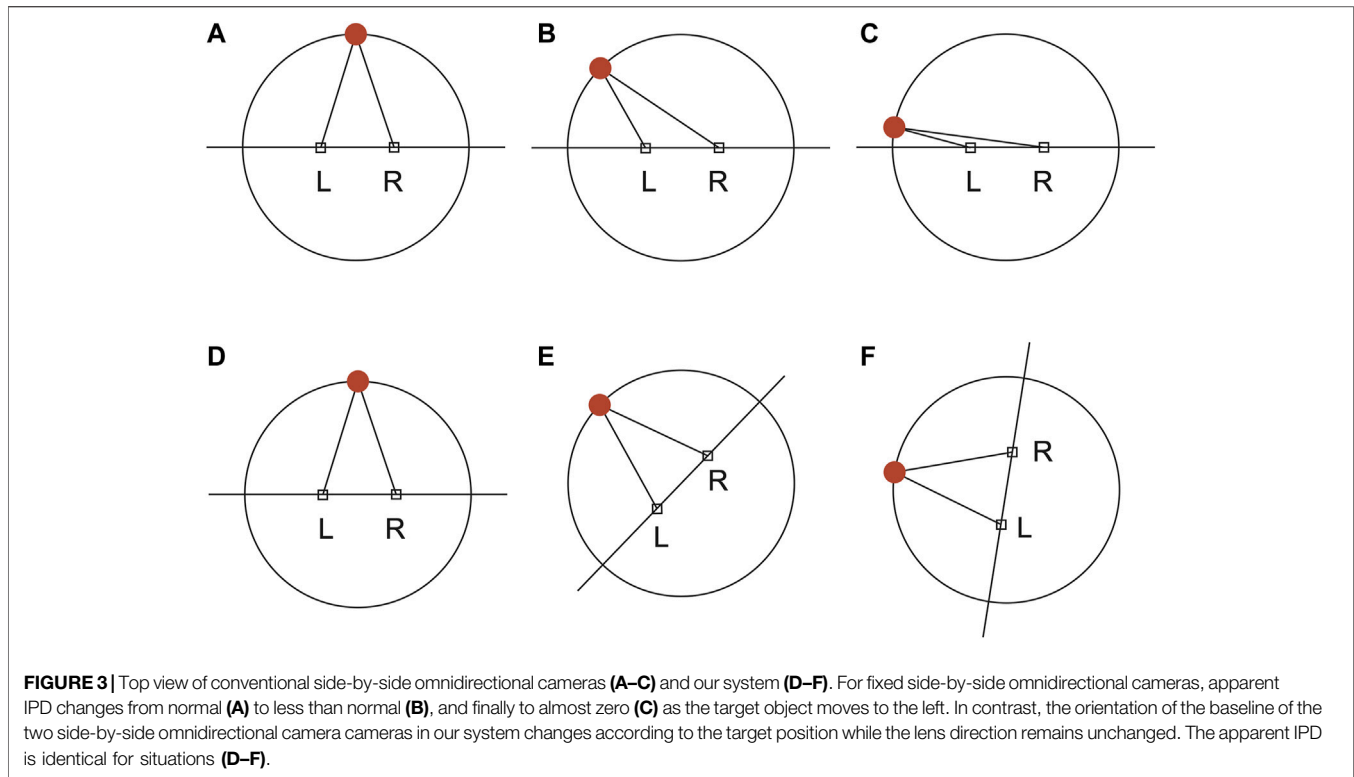 A B C
L R L R L R
D E F
L R R L R L
FIGURE 3 | Top view of conventional side-by-side omnidirectional cameras (A–C) and our system (D–F). For fixed side-by-side omnidirectional cameras, apparent
IPD changes from normal (A) to less than normal (B), and finally to almost zero (C) as the target object moves to the left. In contrast, the orientation of the baseline of the
two side-by-side omnidirectional camera cameras in our system changes according to the target position while the lens direction remains unchanged. The apparent IPD
is identical for situations (D–F).